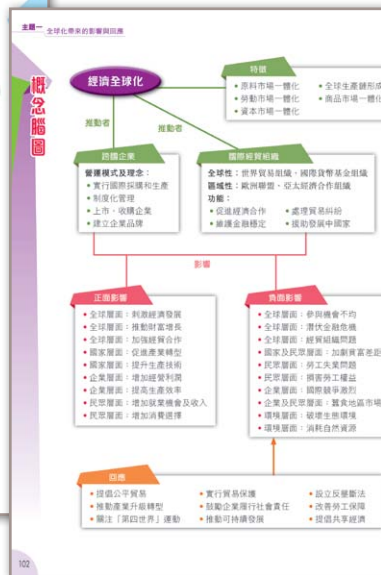 主題一 全球化帶來的影響與回應
概念腦圖
經濟全球化
特徵
• 原料市場一體化
• 全球生產鏈形成
• 勞動市場一體化
• 商品市場一體化
• 資本市場一體化
推動者
推動者
跨國企業
營運模式及理念：
• 實行國際採購和生產
• 制度化管理
• 上市、收購企業
• 建立企業品牌
國際經貿組織
全球性：世界貿易組織、國際貨幣基金組織
區域性：歐洲聯盟、亞太經濟合作組織
功能：
• 促進經濟合作
• 處理貿易糾紛
• 維護金融穩定
• 援助發展中國家
影響
正面影響
• 全球層面：刺激經濟發展
• 全球層面：推動財富增長
• 全球層面：加強經貿合作
• 國家層面：促進產業轉型
• 國家層面：提升生產技術
• 企業層面：增加經營利潤
• 企業層面：提高生產效率
• 民眾層面：增加就業機會及收入
• 民眾層面：增加消費選擇
負面影響
• 全球層面：參與機會不均
• 全球層面：潛伏金融危機
• 全球層面：經貿組織問題
• 國家及民眾層面：加劇貧富差距
• 民眾層面：勞工失業問題
• 民眾層面：損害勞工權益
• 企業層面：國際競爭激烈
• 企業及民眾層面：蠶食地區市場
• 環境層面：破壞生態環境
• 環境層面：消耗自然資源
回應
• 提倡公平貿易
• 實行貿易保護
• 設立反壟斷法
• 推動產業升級轉型
• 鼓勵企業履行社會責任
• 改善勞工保障
• 關注「第四世界」運動
• 推動可持續發展
• 提倡共享經濟
102